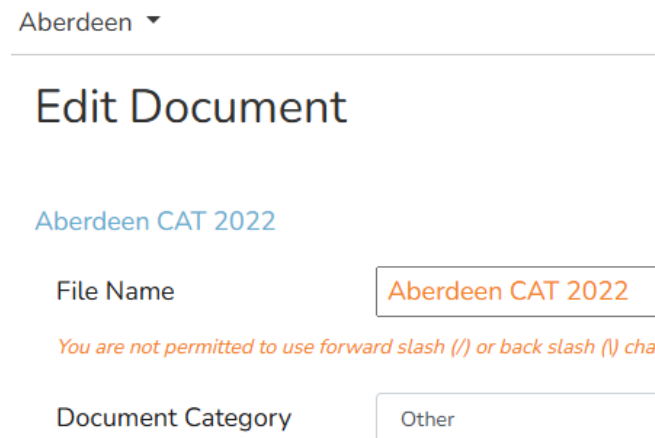 Aberdeen
Edit Document
Aberdeen CAT 2022
File Name
Aberdeen CAT 2022
You are not permitted to use forward slash (/) or back slash (\) cha
Document Category
Other